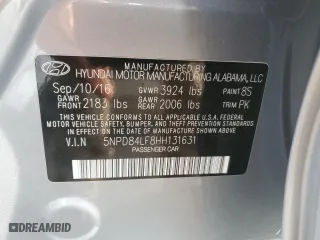 MANUFACTURED BY
HYUNDAI MOTOR MANUFACTURING ALABAMA, LLC
Sep/10/16 GVWR 3924 lbs PAINT 8S
GAWR FRONT 2183 lbs GAWR REAR 2006 lbs TRIM PK
THIS VEHICLE CONFORMS TO ALL APPLICABLE
U.S. FEDERAL MOTOR VEHICLE SAFETY, BUMPER,
AND THEFT PREVENTION STANDARDS IN EFFECT
ON THE DATE OF MANUFACTURE SHOWN ABOVE.
V.I.N 5NPD84LF8HH131631
PASSENGER CAR